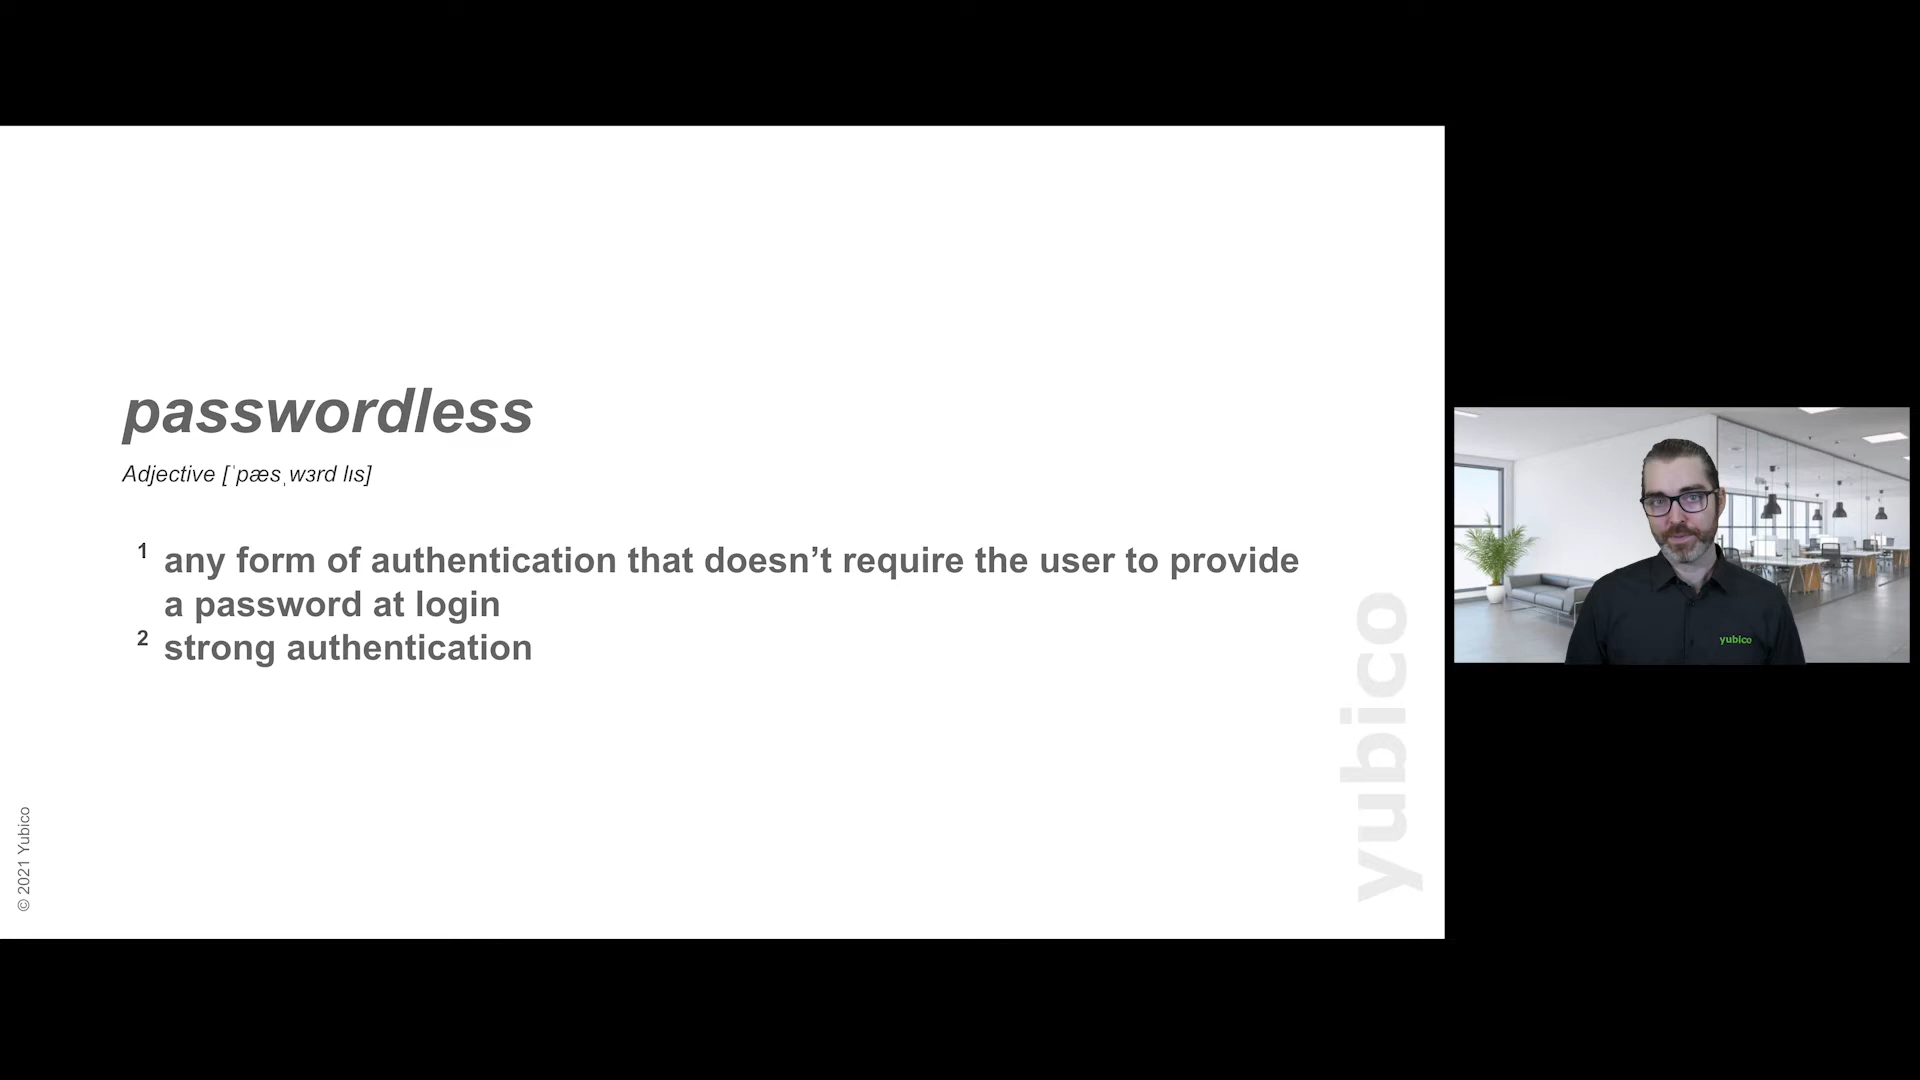 passwordless
Adjective [ˈpæsˌwɜrd lɪs]
1 any form of authentication that doesn’t require the user to provide
a password at login
2 strong authentication
© 2021 Yubico
yubico
yubico